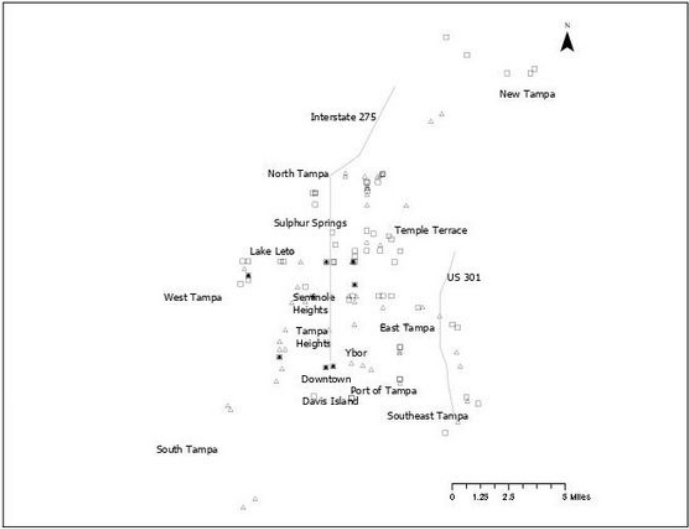 N
New Tampa
Interstate 275
North Tampa
Sulphur Springs
Temple Terrace
Lake Leto
US 301
West Tampa
Seminole
Heights
East Tampa
Tampa
Heights
Ybor
Downtown
Port of Tampa
Davis Island
Southeast Tampa
South Tampa
0 1.25 2.5 5 Miles